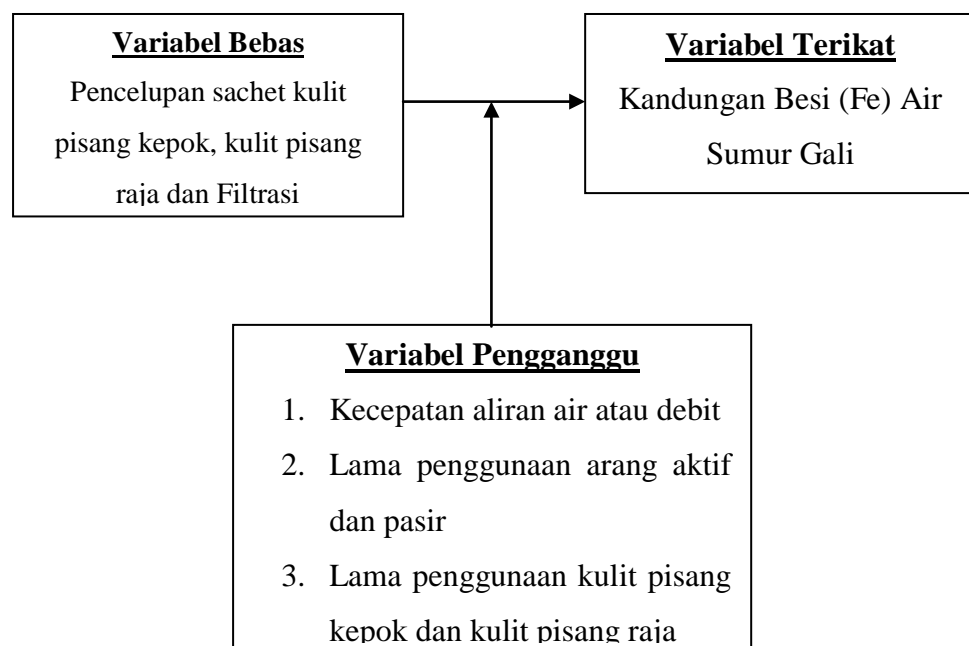 Variabel Bebas
Pencelupan sachet kulit
pisang kepok, kulit pisang
raja dan Filtrasi
Variabel Terikat
Kandungan Besi (Fe) Air
Sumur Gali
Variabel Pengganggu
1. Kecepatan aliran air atau debit
2. Lama penggunaan arang aktif
dan pasir
3. Lama penggunaan kulit pisang
kepok dan kulit pisang raja